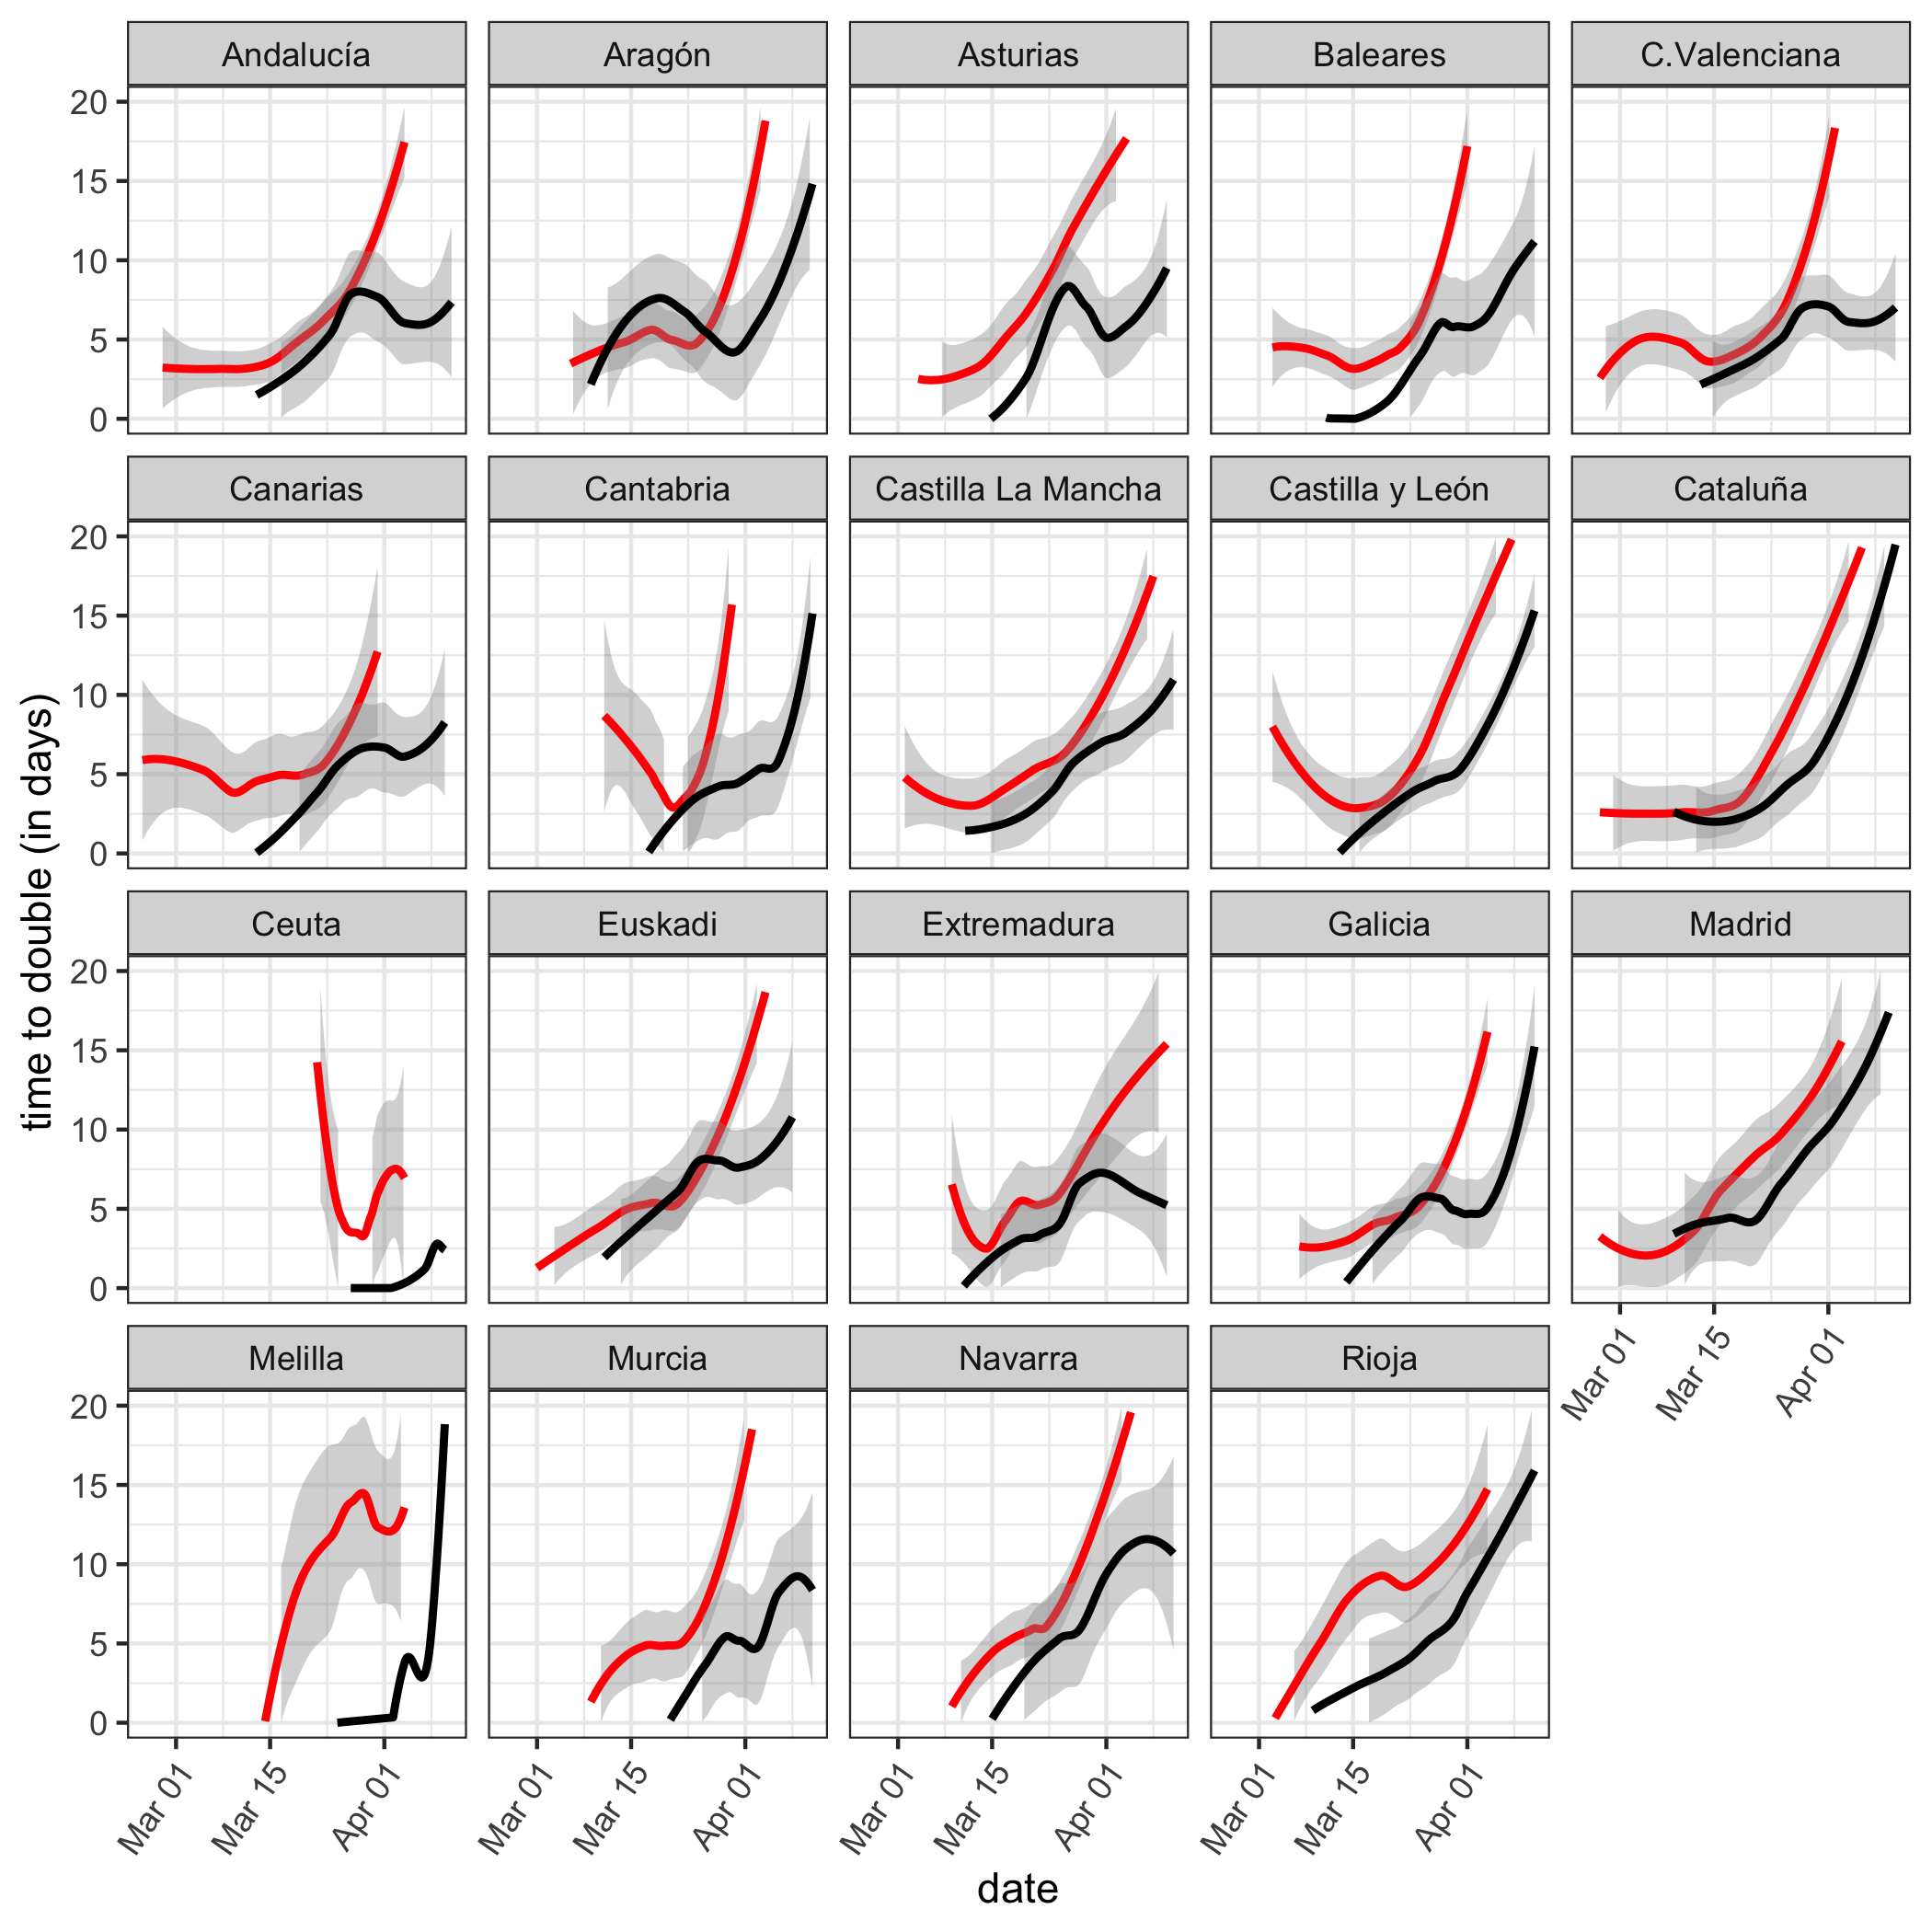 Andalucía
Aragón
Asturias
Baleares
C.Valenciana
20
15
10
5
0
Canarias
Cantabria
Castilla La Mancha
Castilla y León
Cataluña
20
15
10
5
0
time to double (in days)
Ceuta
Euskadi
Extremadura
Galicia
Madrid
20
15
10
5
0
Mar 01
Mar 15
Apr 01
Melilla
Murcia
Navarra
Rioja
20
15
10
5
0
Mar 01
Mar 15
Apr 01
Mar 01
Mar 15
Apr 01
Mar 01
Mar 15
Apr 01
Mar 01
Mar 15
Apr 01
date